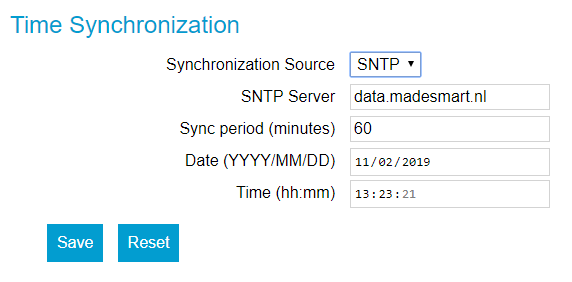 Time Synchronization
Synchronization Source SNTP
SNTP Server data.madesmart.nl
Sync period (minutes) 60
Date (YYYY/MM/DD) 11/02/2019
Time (hh:mm) 13:23:21
Save Reset